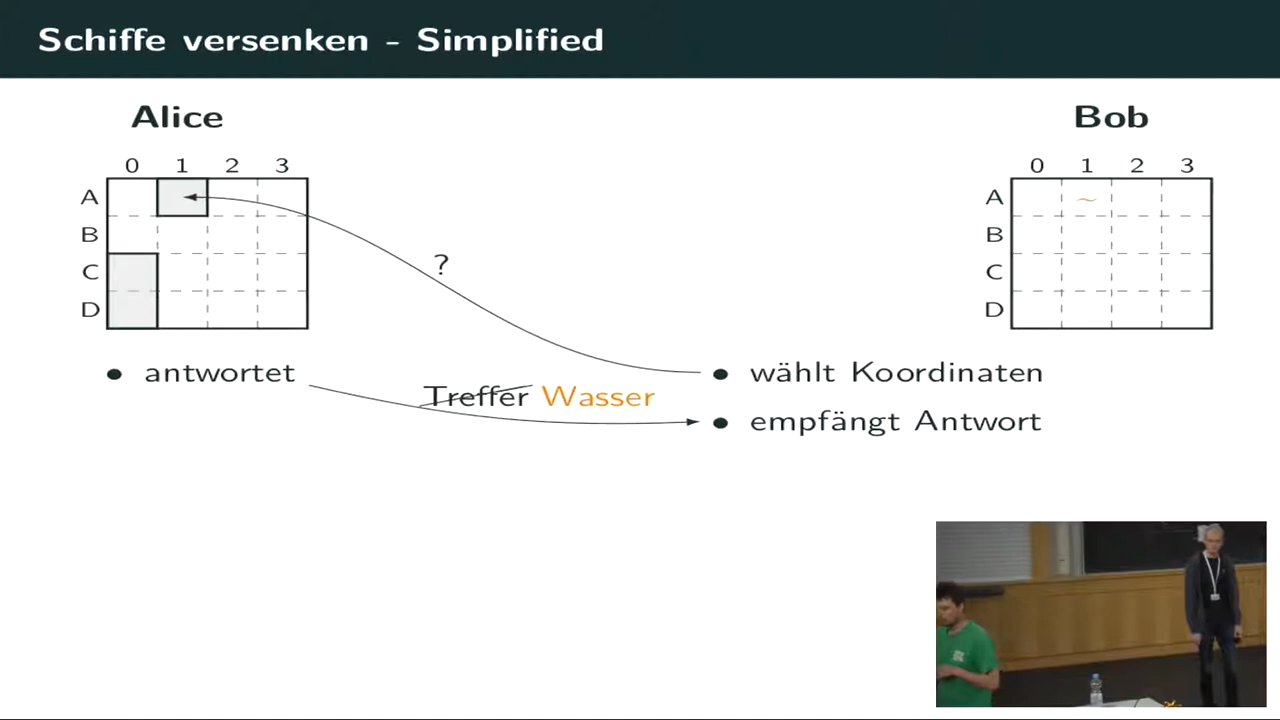 Schiffe versenken - Simplified
Alice
Bob
0 1 2 3
0 1 2 3
A
A
~
B
B
?
C
C
D
D
antwortet
wählt Koordinaten
Treffer Wasser
empfängt Antwort